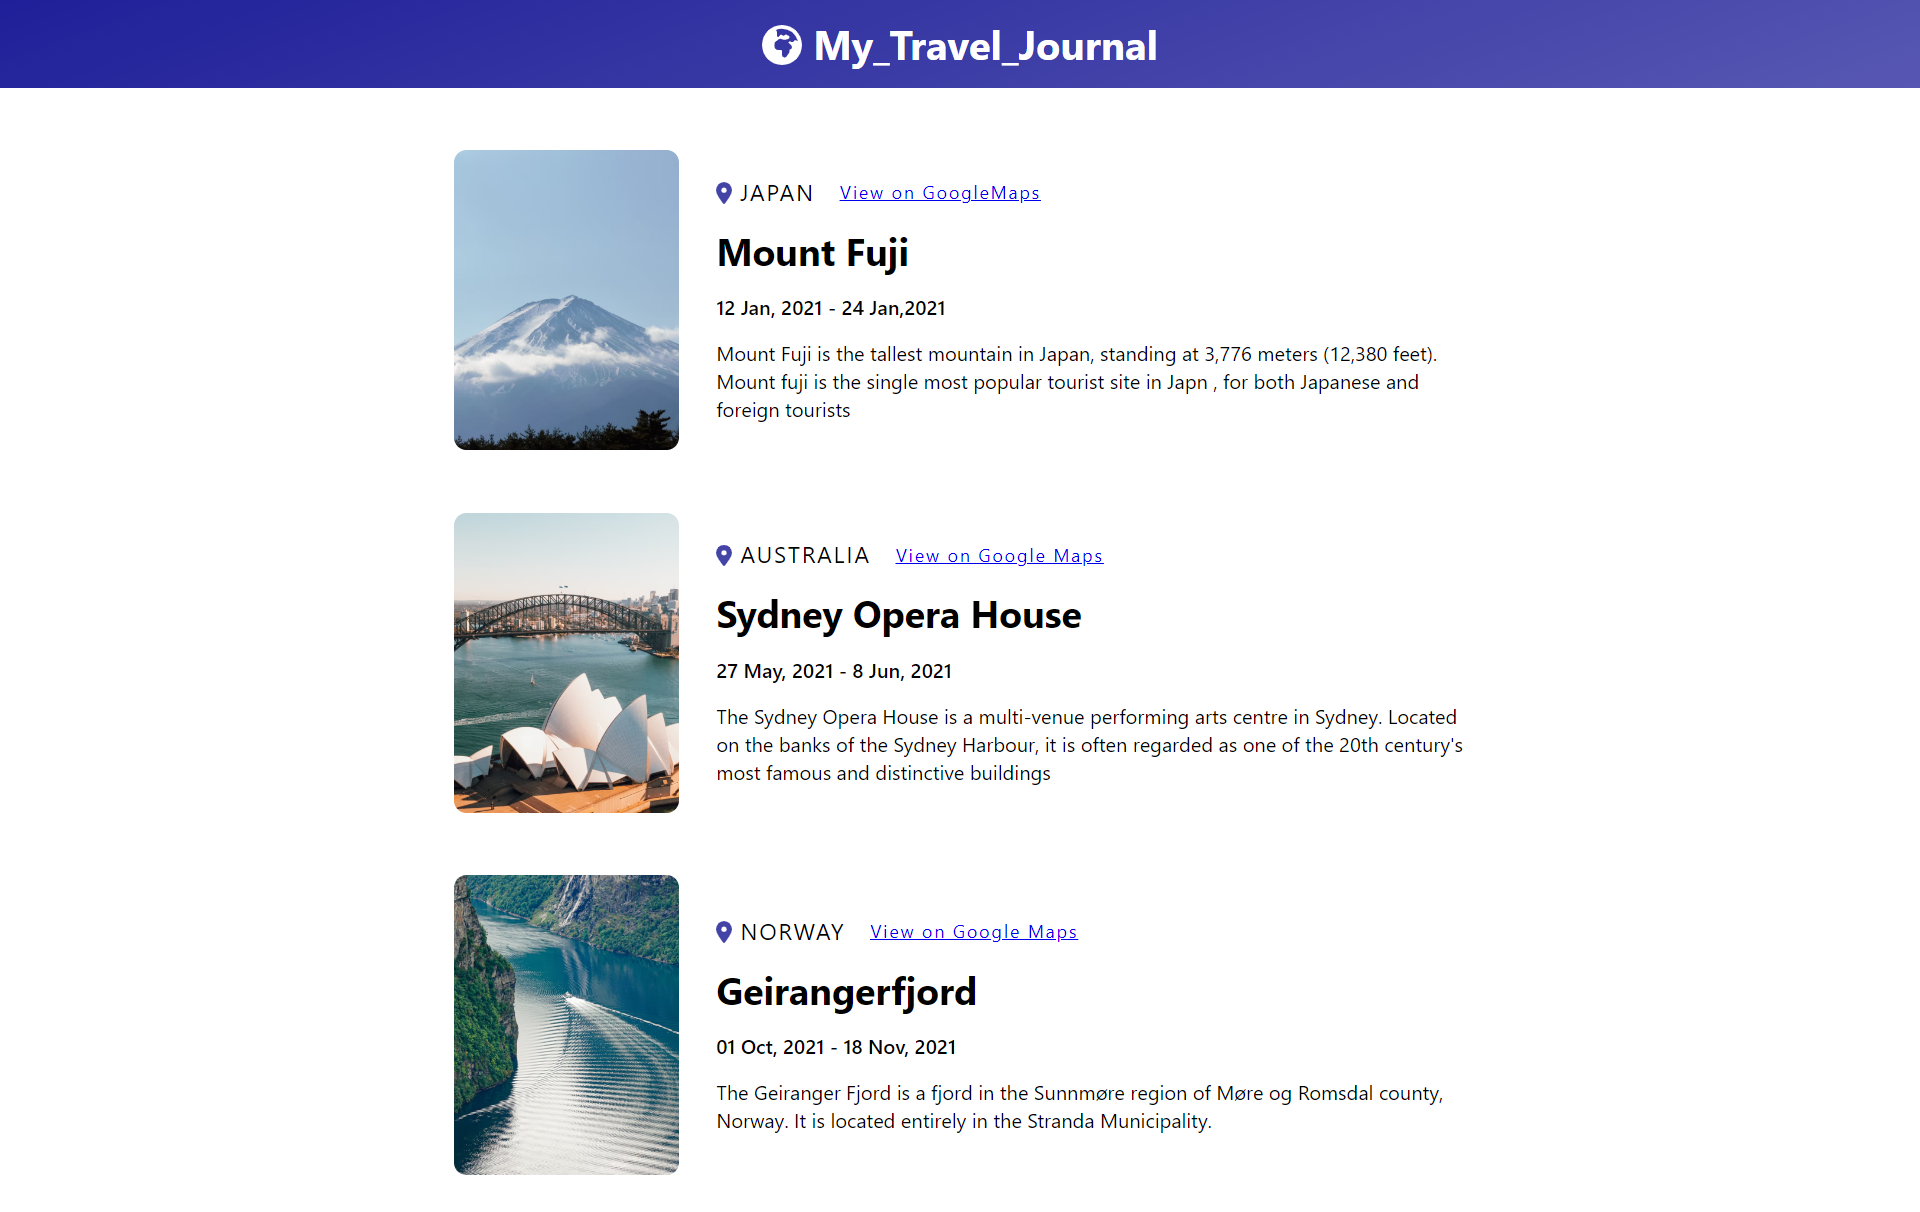 My_Travel_Journal
JAPAN View on GoogleMaps
Mount Fuji
12 Jan, 2021 - 24 Jan,2021
Mount Fuji is the tallest mountain in Japan, standing at 3,776 meters (12,380 feet).
Mount fuji is the single most popular tourist site in Japn , for both Japanese and
foreign tourists
AUSTRALIA View on Google Maps
Sydney Opera House
27 May, 2021 - 8 Jun, 2021
The Sydney Opera House is a multi-venue performing arts centre in Sydney. Located
on the banks of the Sydney Harbour, it is often regarded as one of the 20th century's
most famous and distinctive buildings
NORWAY View on Google Maps
Geirangerfjord
01 Oct, 2021 - 18 Nov, 2021
The Geiranger Fjord is a fjord in the Sunnmøre region of Møre og Romsdal county,
Norway. It is located entirely in the Stranda Municipality.